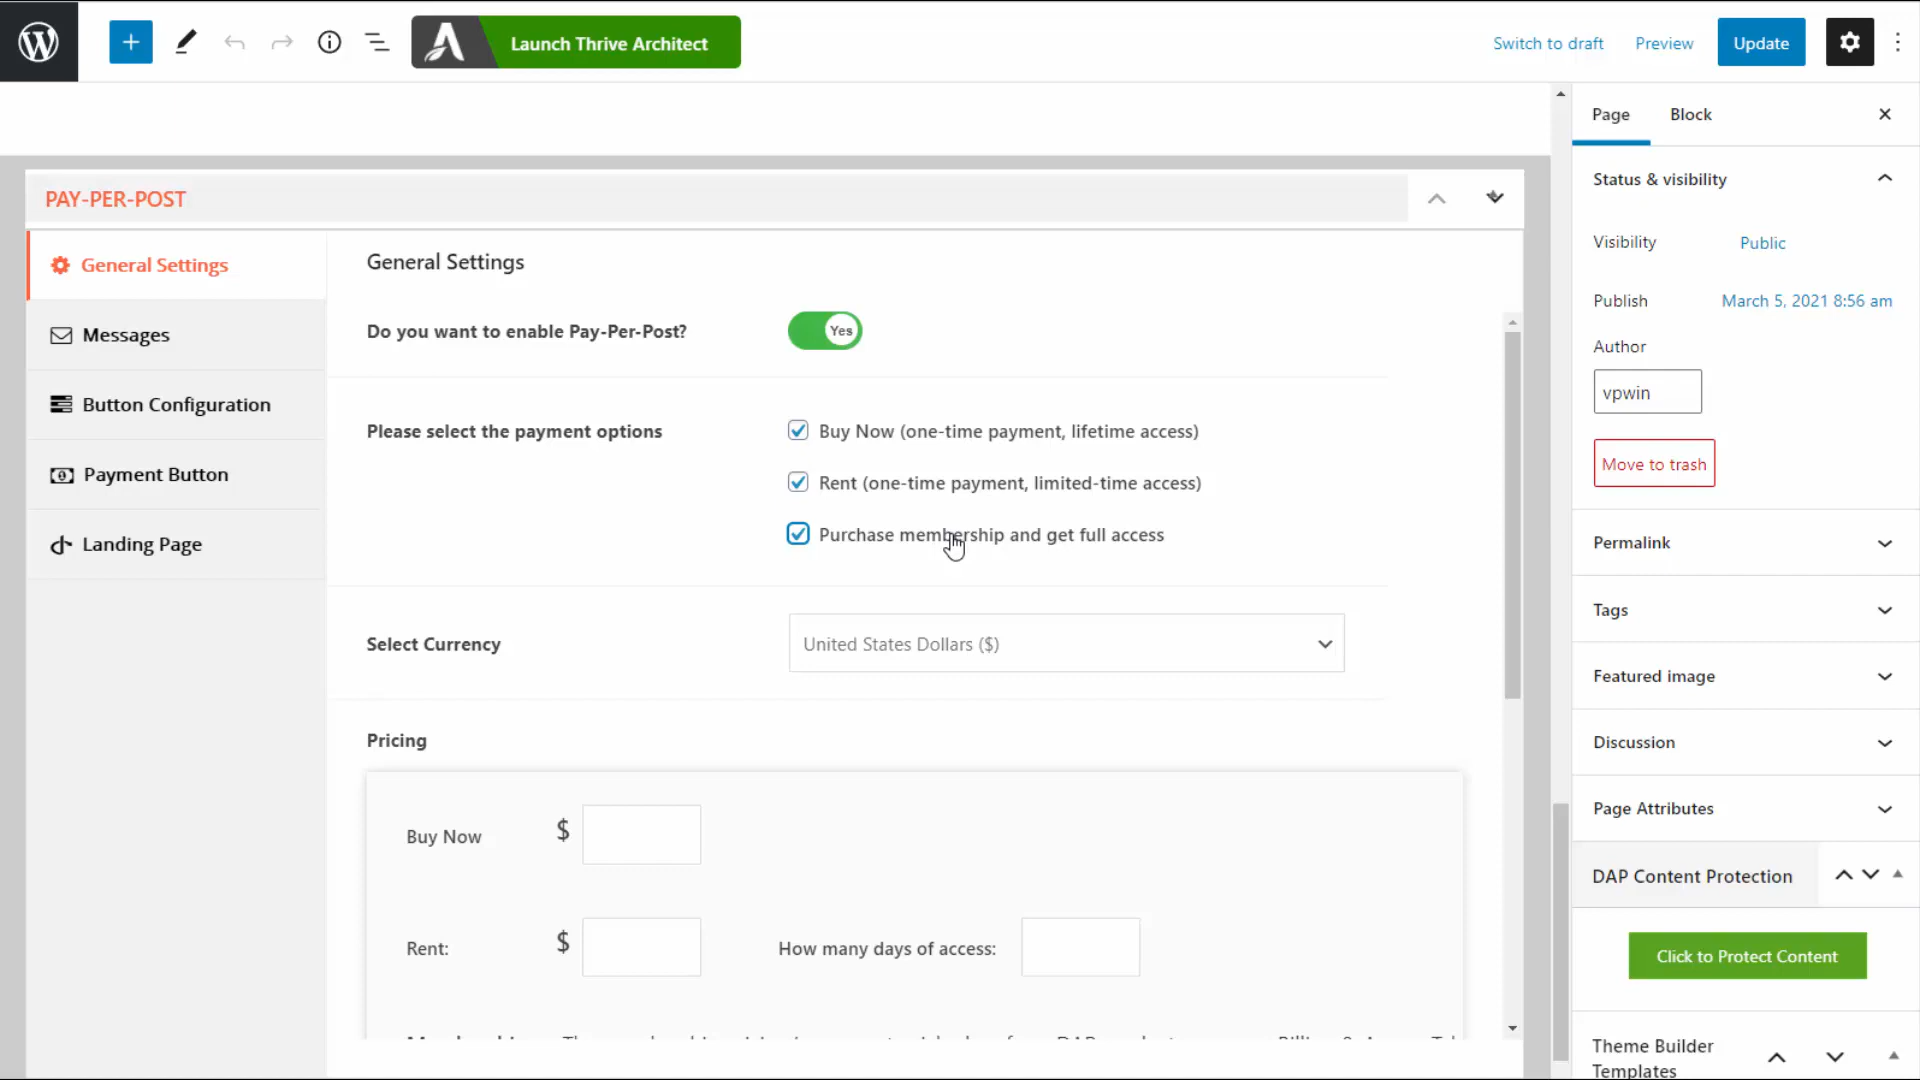 Launch Thrive Architect
Switch to draft
Preview
Update
Page
Block
Status & visibility
Visibility
Public
Publish
March 5, 2021 8:56 am
Author
vpwin
Move to trash
Permalink
Tags
Featured image
Discussion
Page Attributes
DAP Content Protection
Click to Protect Content
Theme Builder
Templates
PAY-PER-POST
General Settings
Messages
Button Configuration
Payment Button
Landing Page
General Settings
Do you want to enable Pay-Per-Post?
Yes
Please select the payment options
Buy Now (one-time payment, lifetime access)
Rent (one-time payment, limited-time access)
Purchase membership and get full access
Select Currency
United States Dollars ($)
Pricing
Buy Now $
Rent: $
How many days of access: